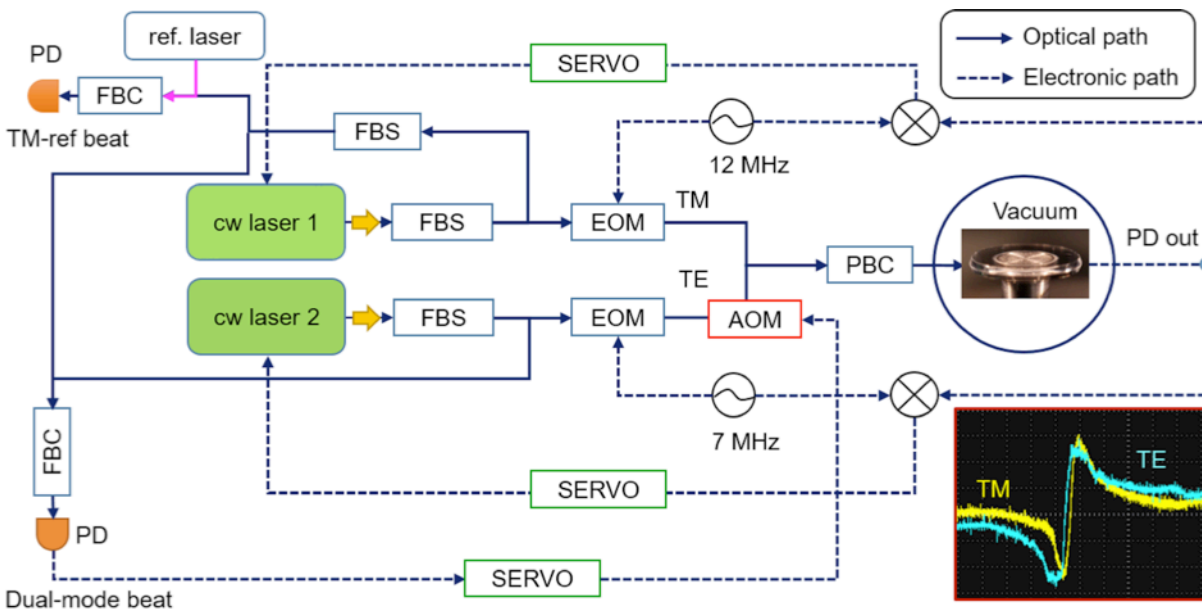 ref. laser
PD
SERVO
Optical path
Electronic path
FBC
TM-ref beat
FBS
12 MHz
cw laser 1
FBS
EOM
TM
Vacuum
PD out
PBC
TE
cw laser 2
FBS
EOM
AOM
7 MHz
FBC
SERVO
TE
TM
PD
SERVO
Dual-mode beat